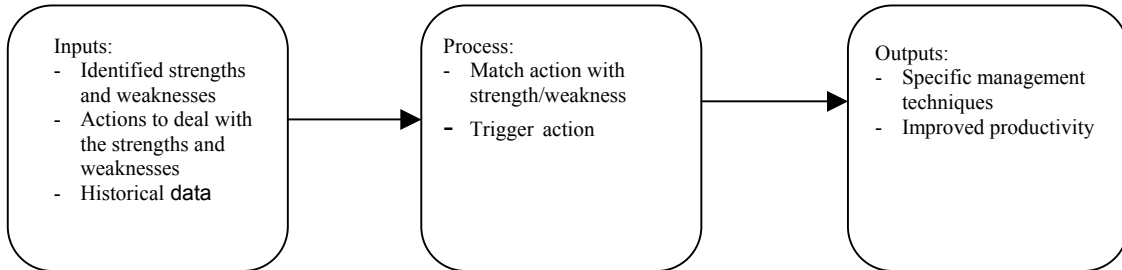 Inputs:
- Identified strengths
and weaknesses
- Actions to deal with
the strengths and
weaknesses
- Historical data
Process:
- Match action with
strength/weakness
- Trigger action
Outputs:
- Specific management
techniques
- Improved productivity